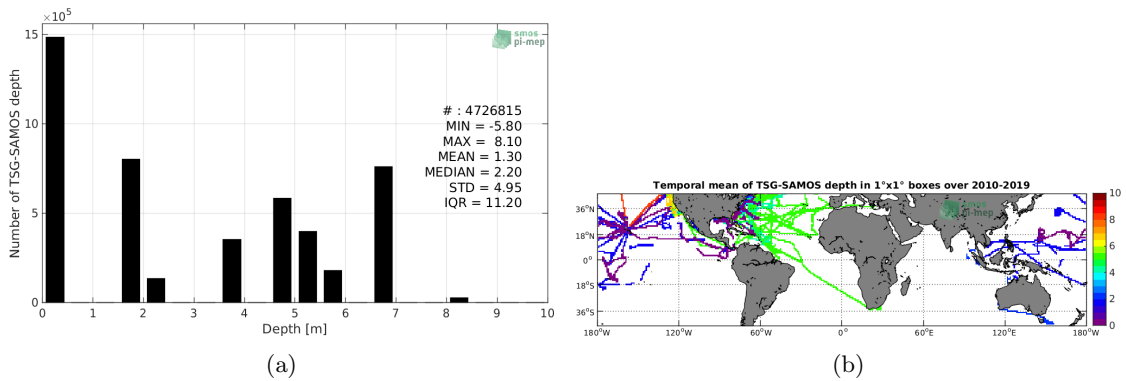 ×10⁵
15
10
5
0
Number of TSG-SAMOS depth
smos
pi-mep
# : 4726815
MIN = -5.80
MAX = 8.10
MEAN = 1.30
MEDIAN = 2.20
STD = 4.95
IQR = 11.20
0 1 2 3 4 5 6 7 8 9 10
Depth [m]
(a)
Temporal mean of TSG-SAMOS depth in 1°x1° boxes over 2010-2019
smos
pi-mep
36°N
18°N
0°
18°S
36°S
180°W 120°W 60°W 0° 60°E 120°E 180°W
10
8
6
4
2
0
(b)